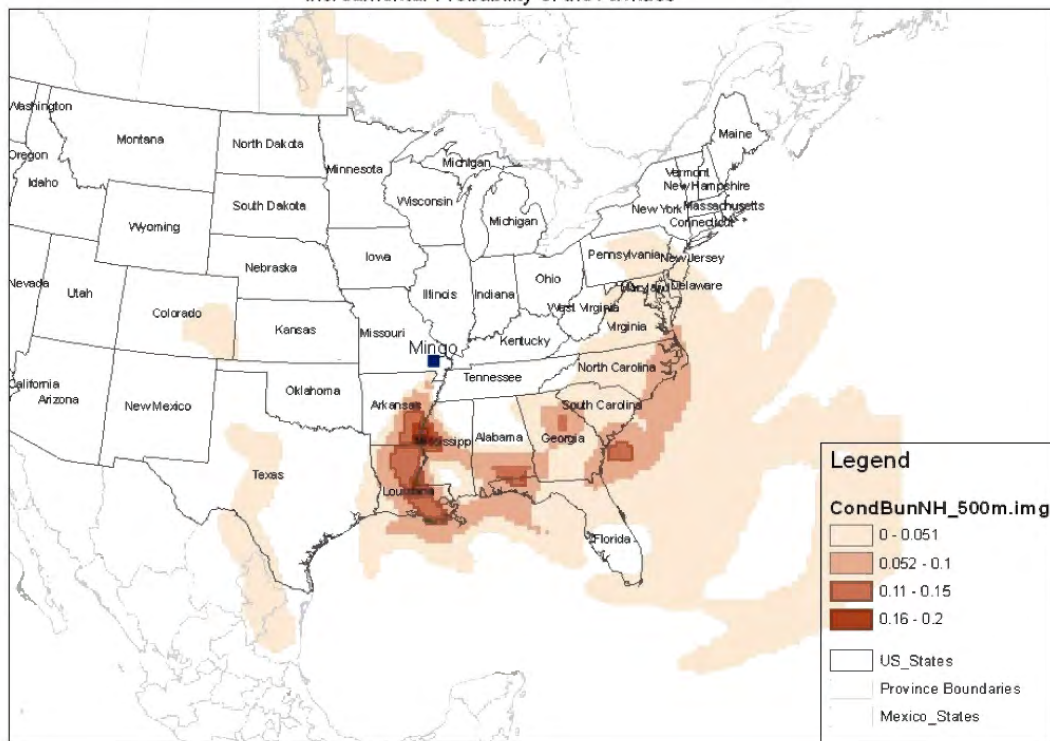 Washington
Montana
North Dakota
Minnesota
Michigan
Maine
Oregon
Idaho
Vermont
New Hampshire
South Dakota
Wisconsin
Michigan
New York
Massachusetts
Connecticut
Wyoming
Iowa
Pennsylvania
New Jersey
Nebraska
Ohio
Nevada
Utah
Illinois
Indiana
Maryland
Delaware
Colorado
West Virginia
Kansas
Missouri
Virginia
Mingo
Kentucky
North Carolina
California
Arizona
New Mexico
Oklahoma
Tennessee
Arkansas
South Carolina
Mississippi
Alabama
Georgia
Texas
Louisiana
Florida
Legend
CondBunNH_500m.img
0 - 0.051
0.052 - 0.1
0.11 - 0.15
0.16 - 0.2
US_States
Province Boundaries
Mexico_States